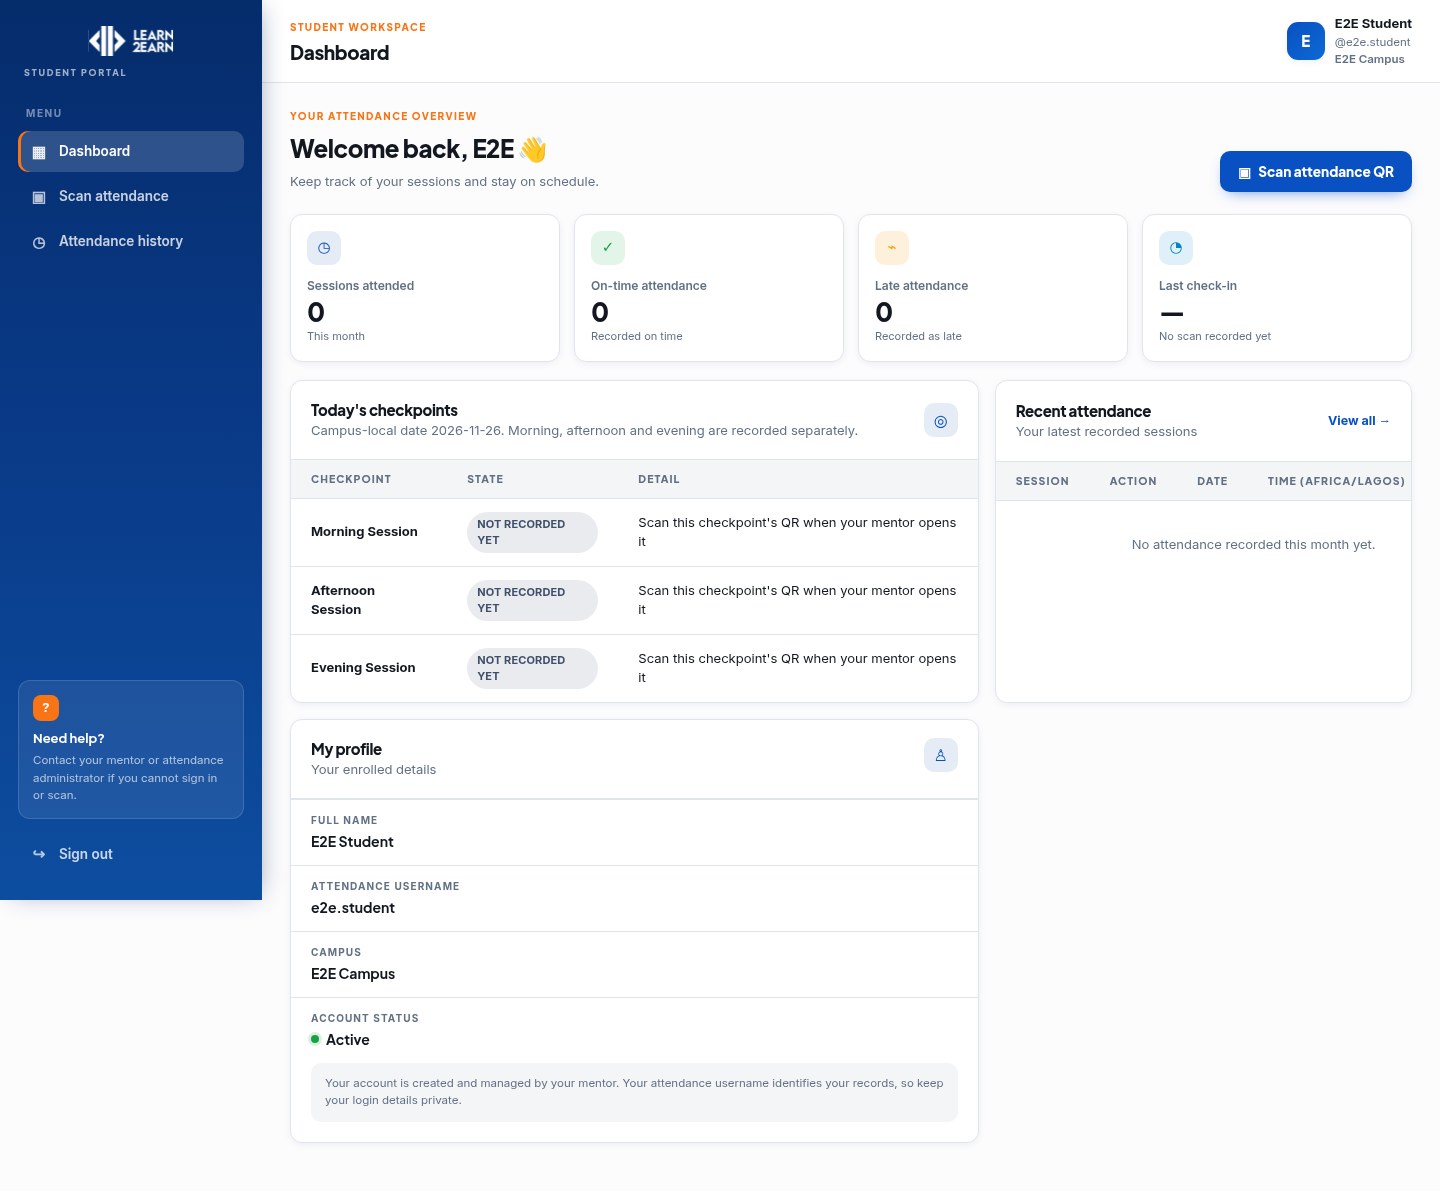 LEARN
2EARN
STUDENT PORTAL
MENU
Dashboard
Scan attendance
Attendance history
?
Need help?
Contact your mentor or attendance
administrator if you cannot sign in
or scan.
Sign out
STUDENT WORKSPACE
Dashboard
E
E2E Student
@e2e.student
E2E Campus
YOUR ATTENDANCE OVERVIEW
Welcome back, E2E 👋
Keep track of your sessions and stay on schedule.
Scan attendance QR
Sessions attended
0
This month
On-time attendance
0
Recorded on time
Late attendance
0
Recorded as late
Last check-in
—
No scan recorded yet
Today's checkpoints
Campus-local date 2026-11-26. Morning, afternoon and evening are recorded separately.
CHECKPOINT STATE DETAIL
Morning Session
NOT RECORDED
YET
Scan this checkpoint's QR when your mentor opens
it
Afternoon
Session
NOT RECORDED
YET
Scan this checkpoint's QR when your mentor opens
it
Evening Session
NOT RECORDED
YET
Scan this checkpoint's QR when your mentor opens
it
Recent attendance
Your latest recorded sessions
View all →
SESSION ACTION DATE TIME (AFRICA/LAGOS)
No attendance recorded this month yet.
My profile
Your enrolled details
FULL NAME
E2E Student
ATTENDANCE USERNAME
e2e.student
CAMPUS
E2E Campus
ACCOUNT STATUS
Active
Your account is created and managed by your mentor. Your attendance username identifies your records, so keep
your login details private.